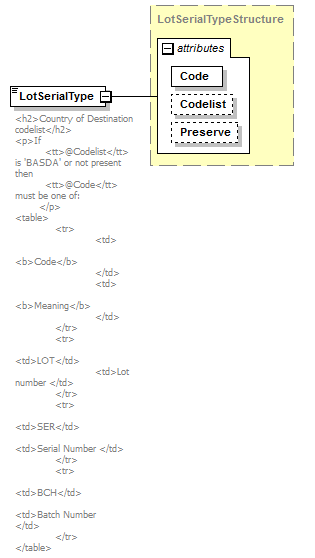 LotSerialTypeStructure
attributes
Code
Codelist
Preserve
LotSerialType
<h2>Country of Destination
codelist</h2>
<p>If
<tt>@Codelist</tt>
is 'BASDA' or not present
then
<tt>@Code</tt>
must be one of:
</p>
<table>
<tr>
<td>
<b>Code</b>
</td>
<td>
<b>Meaning</b>
</td>
</tr>
<tr>
<td>LOT</td>
<td>Lot
number </td>
</tr>
<tr>
<td>SER</td>
<td>Serial Number </td>
</tr>
<tr>
<td>BCH</td>
<td>Batch Number
</td>
</tr>
</table>